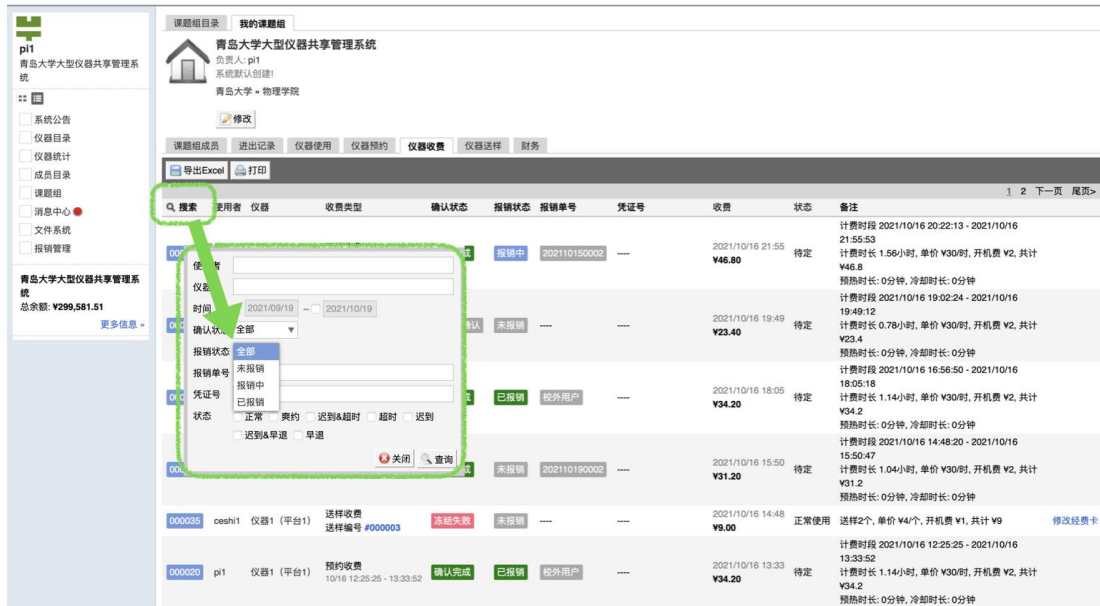 pi1
青岛大学大型仪器共享管理系
统
系统公告
仪器目录
仪器统计
成员目录
课题组
消息中心
文件系统
报销管理
青岛大学大型仪器共享管理系
统
总余额: ¥299,581.51
更多信息 »
课题组目录 我的课题组
青岛大学大型仪器共享管理系统
负责人: pi1
系统默认创建!
青岛大学 » 物理学院
修改
课题组成员 进出记录 仪器使用 仪器预约 仪器收费 仪器送样 财务
导出Excel 打印
1 2 下一页 尾页>
搜索 使用者 仪器 收费类型 确认状态 报销状态 报销单号 凭证号 收费 状态 备注
报销中 202110150002 ---- 2021/10/16 21:55 ¥46.80 待定
计费时段 2021/10/16 20:22:13 - 2021/10/16
21:55:53
计费时长 1.56小时, 单价 ¥30/时, 开机费 ¥2, 共计
¥46.8
预热时长: 0分钟, 冷却时长: 0分钟
未报销 ---- ---- 2021/10/16 19:49 ¥23.40 待定
计费时段 2021/10/16 19:02:24 - 2021/10/16
19:49:12
计费时长 0.78小时, 单价 ¥30/时, 开机费 ¥2, 共计
¥23.4
预热时长: 0分钟, 冷却时长: 0分钟
已报销 校外用户 ---- 2021/10/16 18:05 ¥34.20 待定
计费时段 2021/10/16 16:56:50 - 2021/10/16
18:05:18
计费时长 1.14小时, 单价 ¥30/时, 开机费 ¥2, 共计
¥34.2
预热时长: 0分钟, 冷却时长: 0分钟
未报销 202110190002 ---- 2021/10/16 15:50 ¥31.20 待定
计费时段 2021/10/16 14:48:20 - 2021/10/16
15:50:47
计费时长 1.04小时, 单价 ¥30/时, 开机费 ¥2, 共计
¥31.2
预热时长: 0分钟, 冷却时长: 0分钟
000035 ceshi1 仪器1（平台1） 送样收费 冻结失败 未报销 ---- ---- 2021/10/16 14:48 ¥9.00 正常使用 送样2个, 单价 ¥4/个, 开机费 ¥1, 共计 ¥9 修改经费卡
送样编号 #000003
000020 pi1 仪器1（平台1） 预约收费 确认完成 已报销 校外用户 ---- 2021/10/16 13:33 ¥34.20 待定
10/16 12:25:25 - 13:33:52
计费时段 2021/10/16 12:25:25 - 2021/10/16
13:33:52
计费时长 1.14小时, 单价 ¥30/时, 开机费 ¥2, 共计
¥34.2
预热时长: 0分钟, 冷却时长: 0分钟
使用者
仪器
时间 2021/09/19 ~ 2021/10/19
确认状态 全部
报销状态 全部
未报销
报销中
已报销
报销单号
凭证号
状态 正常 爽约 迟到&超时 超时 迟到
迟到&早退 早退
关闭 查询